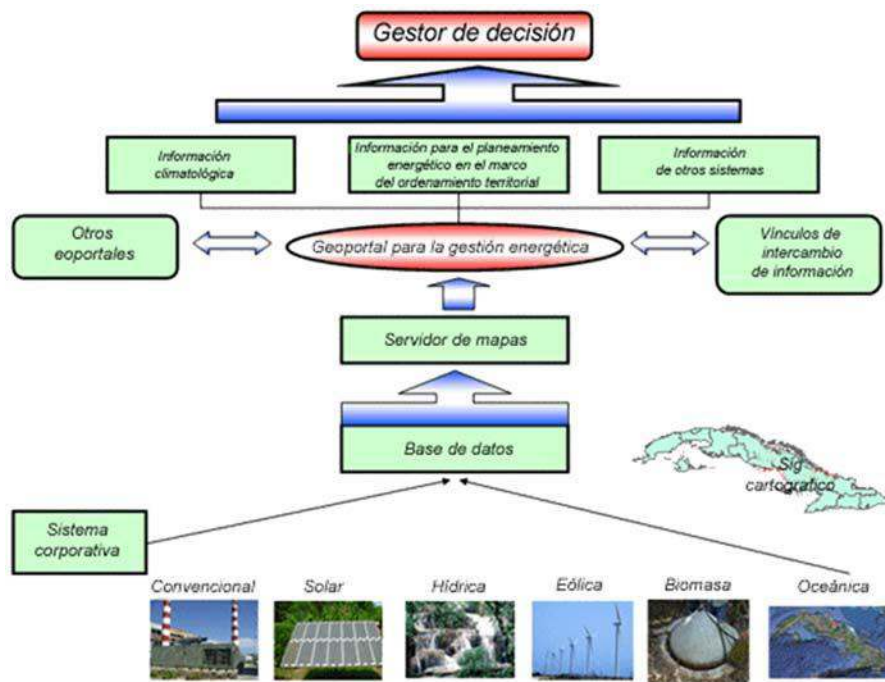 Gestor de decisión
Información
climatológica
Información para el planeamiento
energético en el marco
del ordenamiento territorial
Información
de otros sistemas
Otros
eoportales
Geoportal para la gestión energética
Vínculos de
intercambio
de información
Servidor de mapas
Base de datos
Sig
cartografico
Sistema
corporativa
Convencional
Solar
Hídrica
Eólica
Biomasa
Oceânica